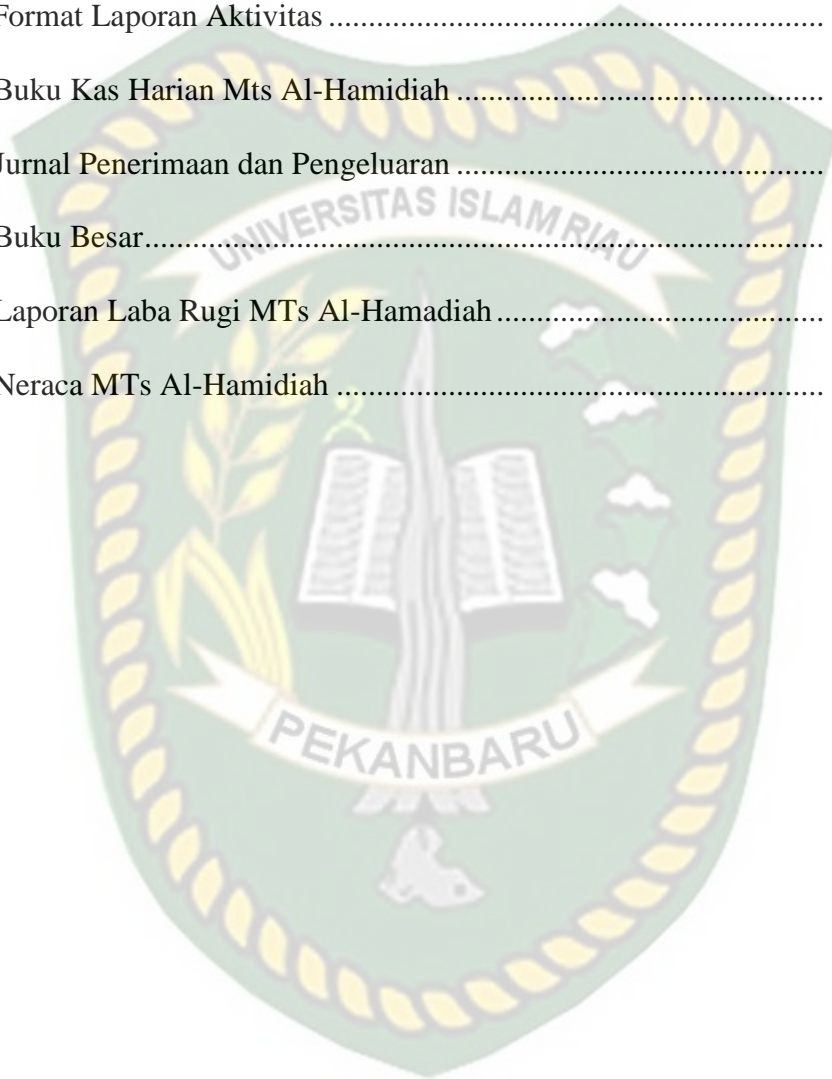 Format Laporan Aktivitas ........................................................
Buku Kas Harian Mts Al-Hamidiah .........................................
Jurnal Penerimaan dan Pengeluaran .........................................
UNIVERSITAS ISLAM RIAU
Buku Besar............................................................................
Laporan Laba Rugi MTs Al-Hamadiah .....................................
Neraca MTs Al-Hamidiah .......................................................
PEKANBARU